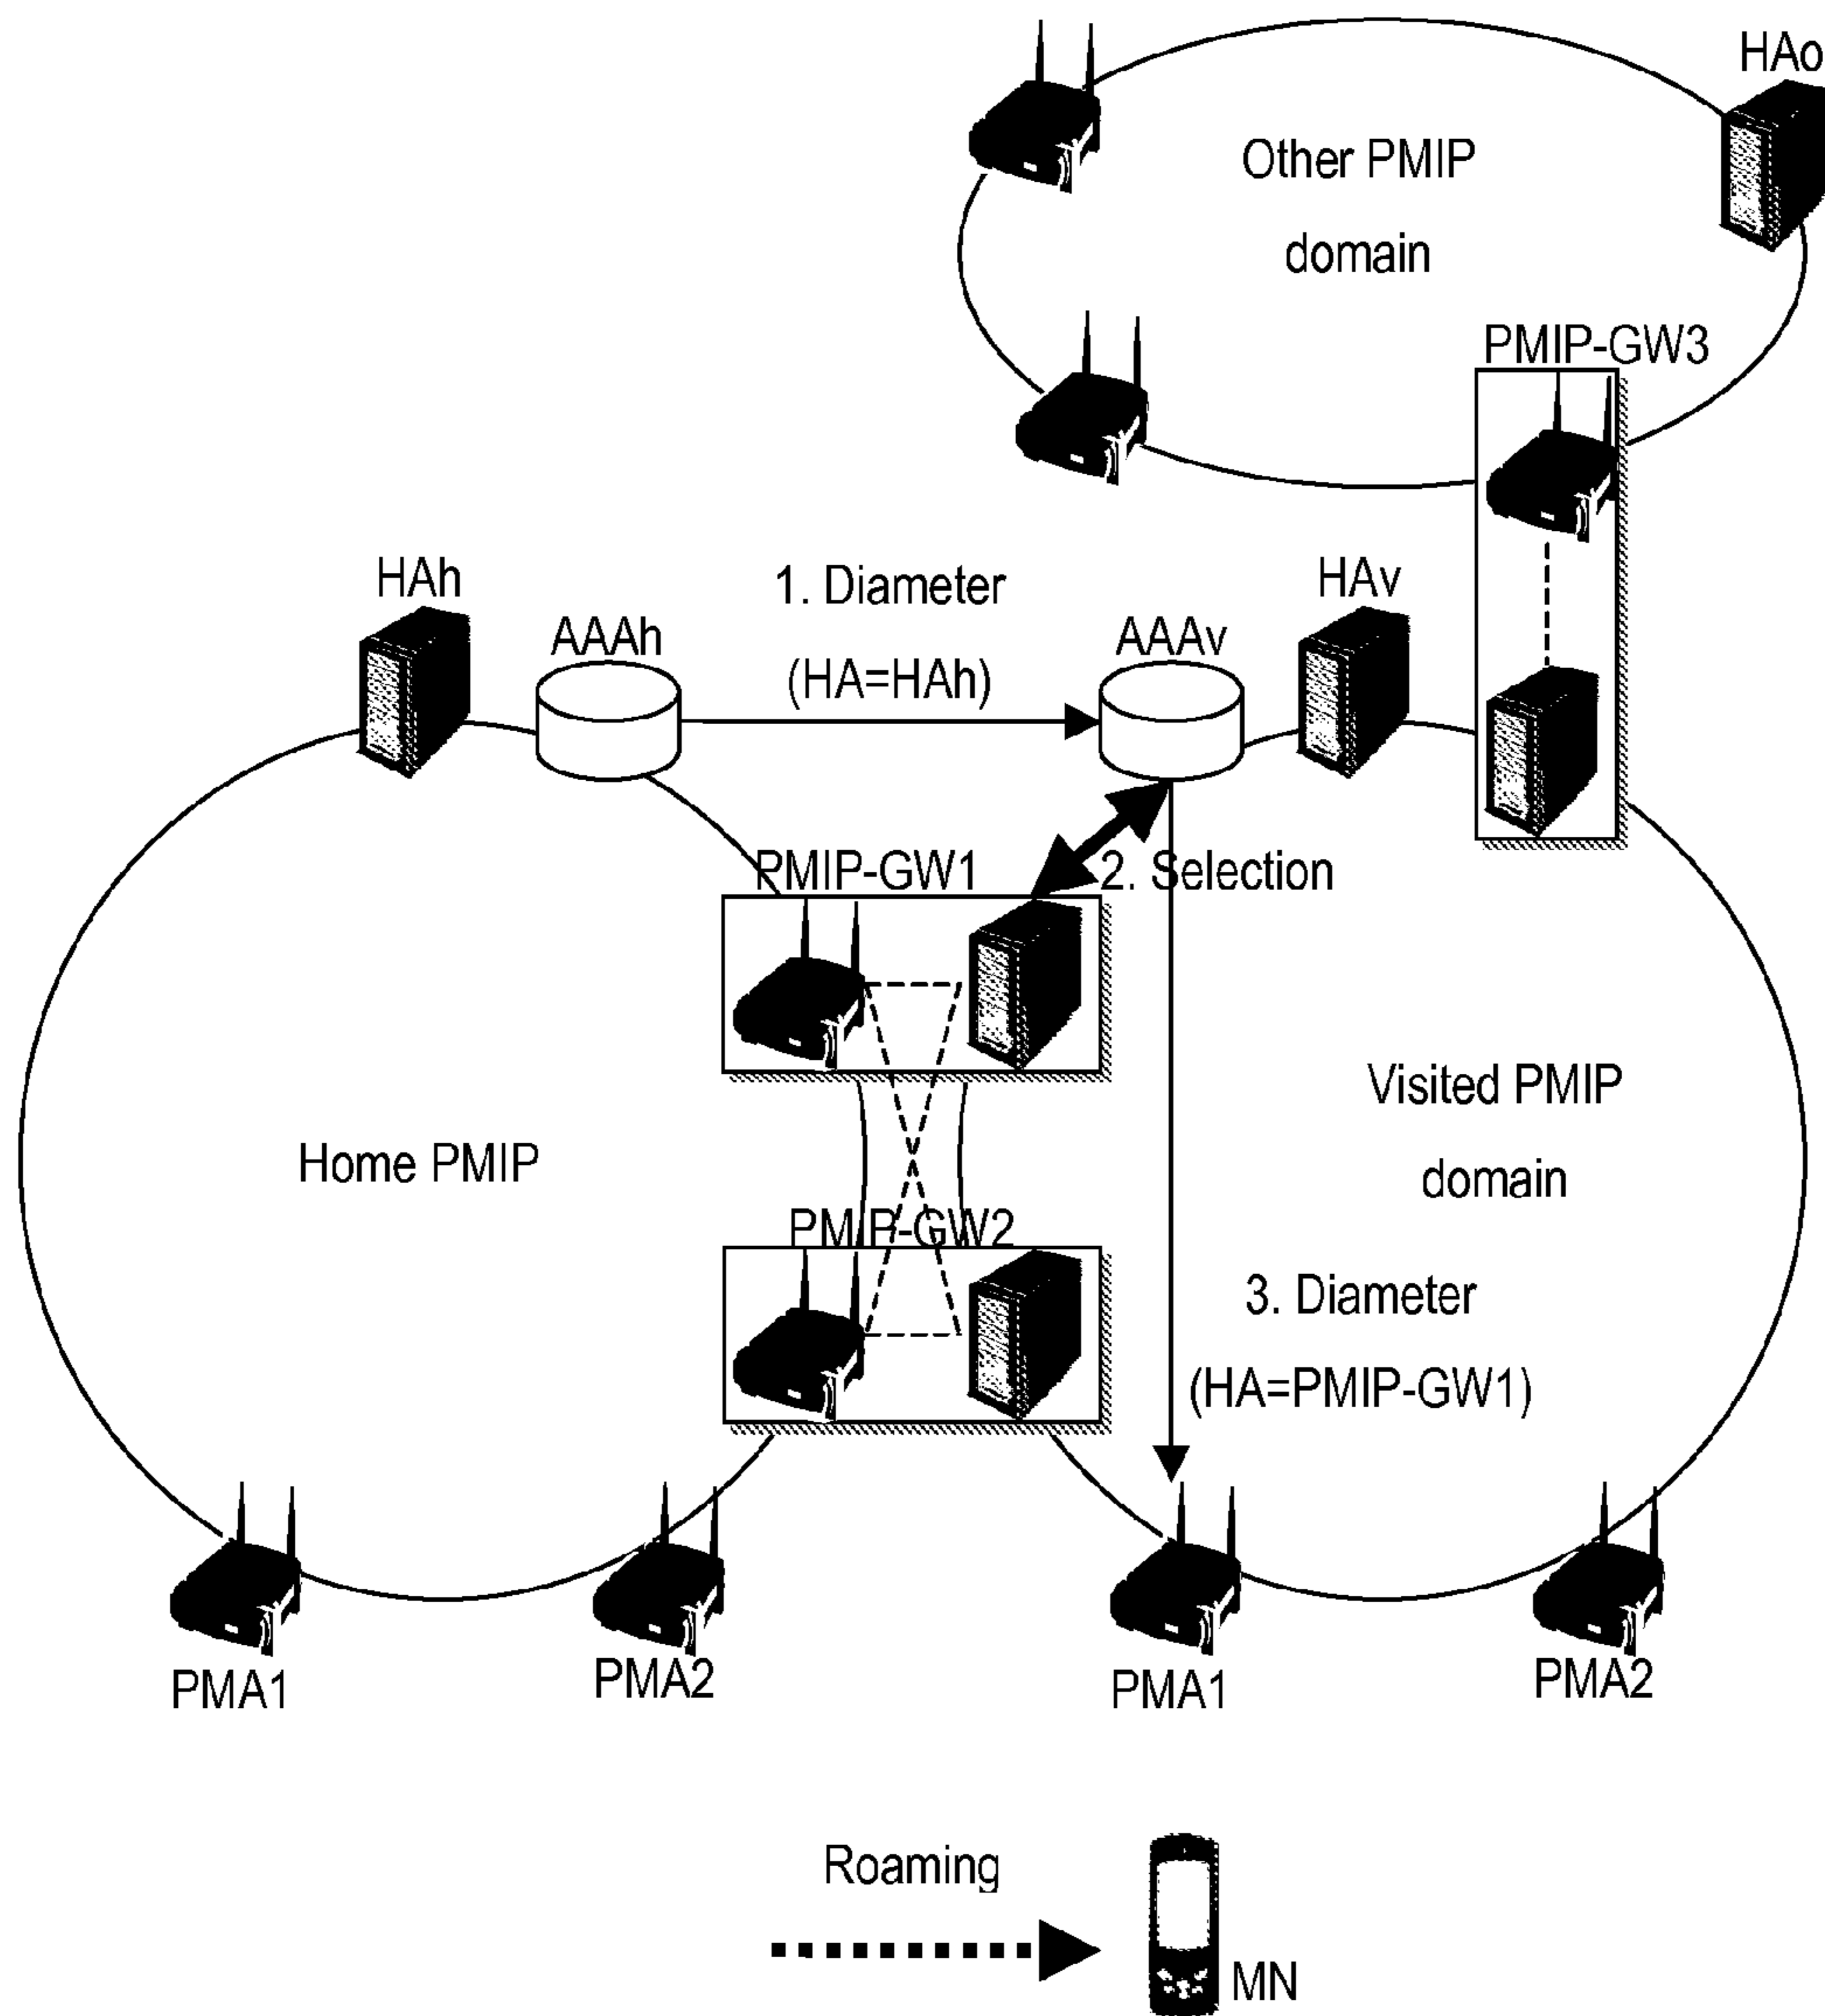 HAo
Other PMIP
domain
PMIP-GW3
HAh
1. Diameter
(HA=HAh)
AAAh
AAAv
HAv
PMIP-GW1
2. Selection
Home PMIP
Visited PMIP
domain
PMIP-GW2
3. Diameter
(HA=PMIP-GW1)
PMA1
PMA2
PMA1
PMA2
Roaming
MN